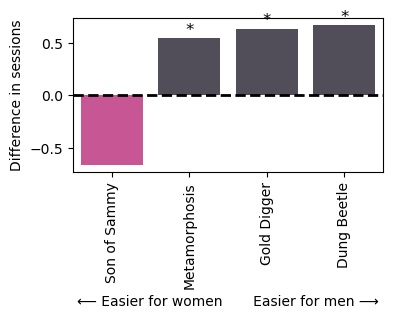 Difference in sessions
0.5
0.0
−0.5
* * *
Son of Sammy
Metamorphosis
Gold Digger
Dung Beetle
⟵ Easier for women
Easier for men ⟶